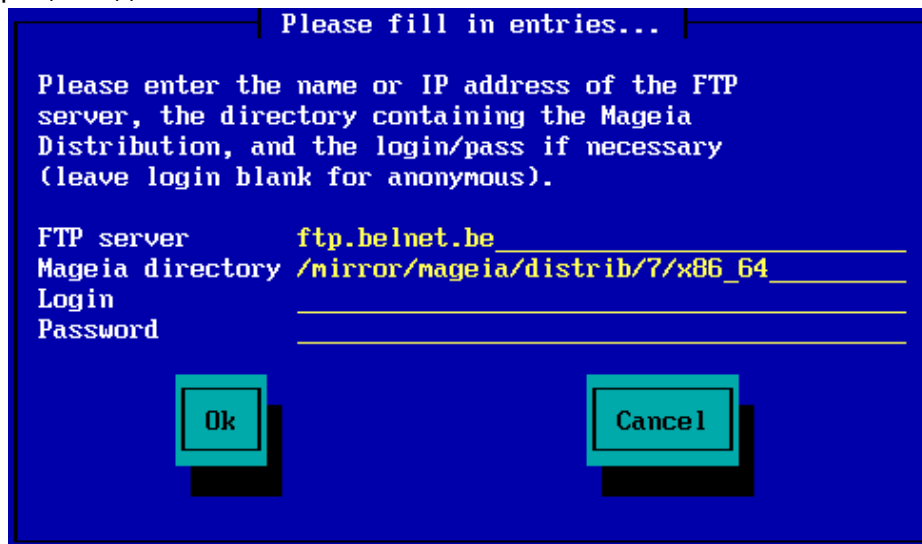 Please fill in entries...
Please enter the name or IP address of the FTP
server, the directory containing the Mageia
Distribution, and the login/pass if necessary
(leave login blank for anonymous).
FTP server ftp.belnet.be
Mageia directory /mirror/mageia/distrib/7/x86_64
Login
Password
Ok Cancel